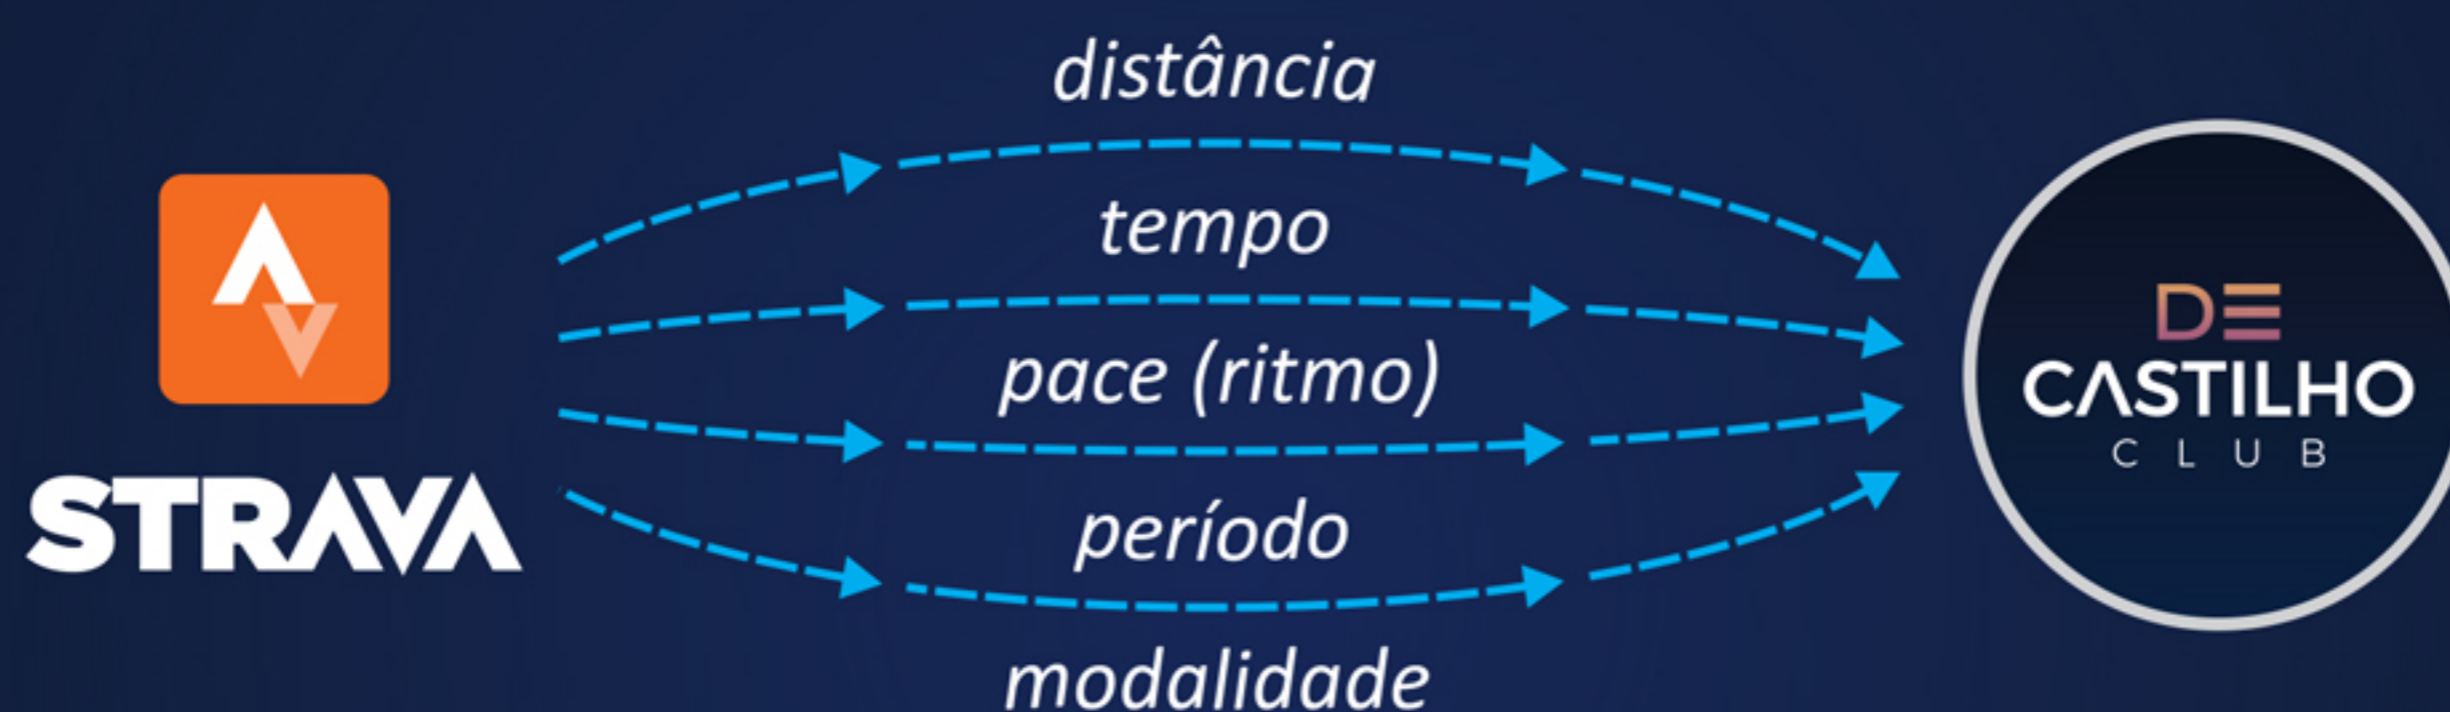 distância
tempo
pace (ritmo)
período
modalidade
STRAVA
DE
CASTILHO
CLUB